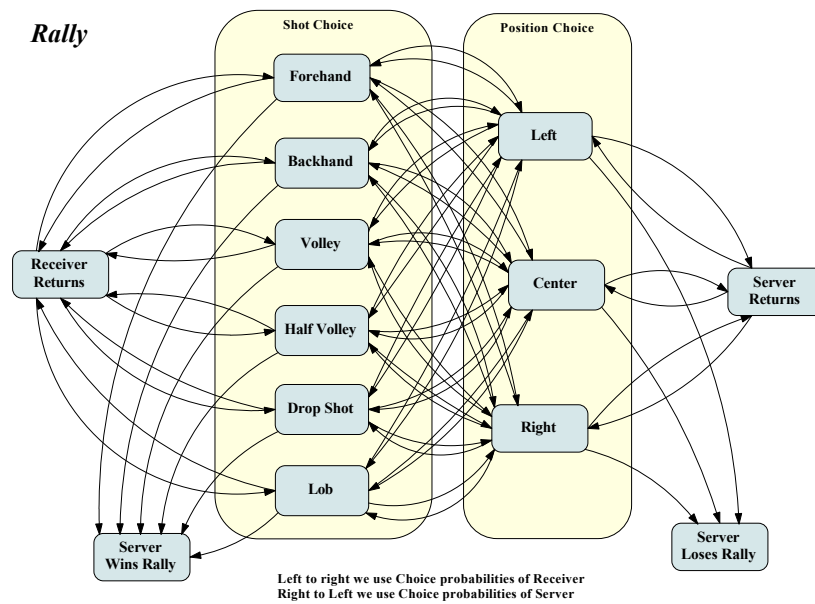 Rally
Shot Choice
Position Choice
Forehand
Backhand
Volley
Half Volley
Drop Shot
Lob
Left
Center
Right
Receiver
Returns
Server
Returns
Server
Wins Rally
Server
Loses Rally
Left to right we use Choice probabilities of Receiver
Right to Left we use Choice probabilities of Server